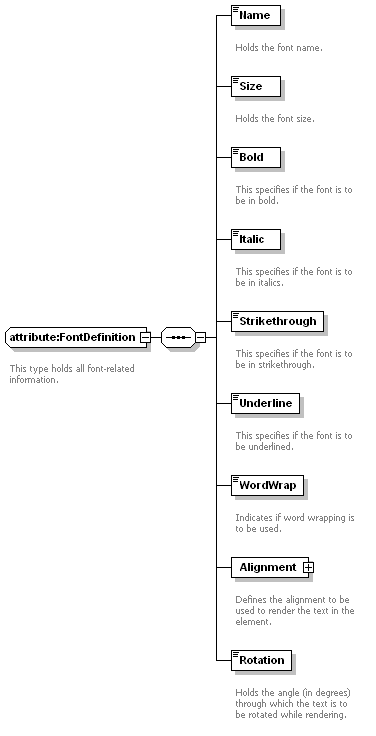 Name
Holds the font name.
Size
Holds the font size.
Bold
This specifies if the font is to
be in bold.
Italic
This specifies if the font is to
be in italics.
attribute:FontDefinition
This type holds all font-related
information.
Strikethrough
This specifies if the font is to
be in strikethrough.
Underline
This specifies if the font is to
be underlined.
WordWrap
Indicates if word wrapping is
to be used.
Alignment
Defines the alignment to be
used to render the text in the
element.
Rotation
Holds the angle (in degrees)
through which the text is to
be rotated while rendering.